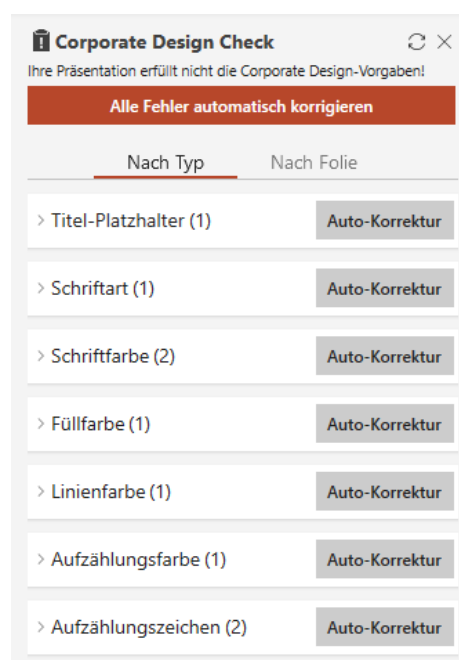 Corporate Design Check
Ihre Präsentation erfüllt nicht die Corporate Design-Vorgaben!
Alle Fehler automatisch korrigieren
Nach Typ Nach Folie
Titel-Platzhalter (1) Auto-Korrektur
Schriftart (1) Auto-Korrektur
Schriftfarbe (2) Auto-Korrektur
Füllfarbe (1) Auto-Korrektur
Linienfarbe (1) Auto-Korrektur
Aufzählungsfarbe (1) Auto-Korrektur
Aufzählungszeichen (2) Auto-Korrektur